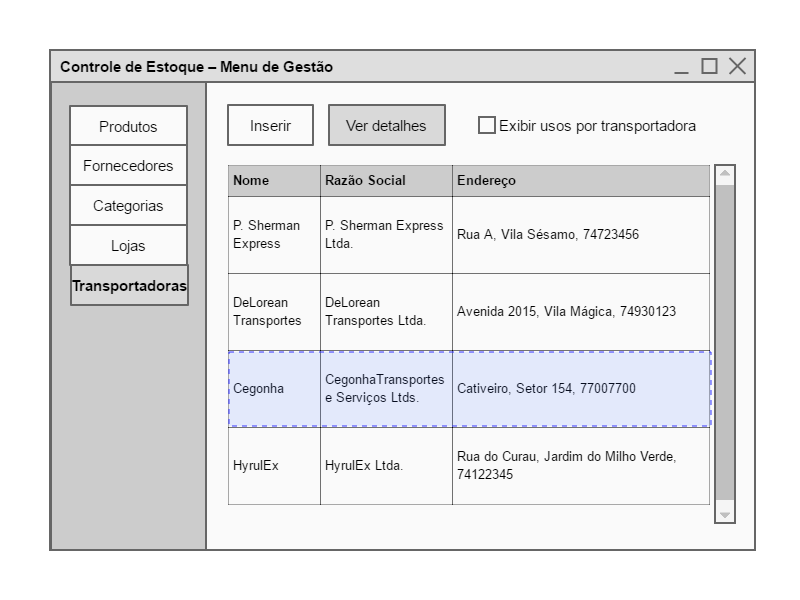 Controle de Estoque – Menu de Gestão
Produtos
Fornecedores
Categorias
Lojas
Transportadoras
Inserir
Ver detalhes
Exibir usos por transportadora
Nome
Razão Social
Endereço
P. Sherman
Express
P. Sherman Express
Ltda.
Rua A, Vila Sésamo, 74723456
DeLorean
Transportes
DeLorean
Transportes Ltda.
Avenida 2015, Vila Mágica, 74930123
Cegonha
CegonhaTransportes
e Serviços Ltds.
Cativeiro, Setor 154, 77007700
HyrulEx
HyrulEx Ltda.
Rua do Curau, Jardim do Milho Verde,
74122345